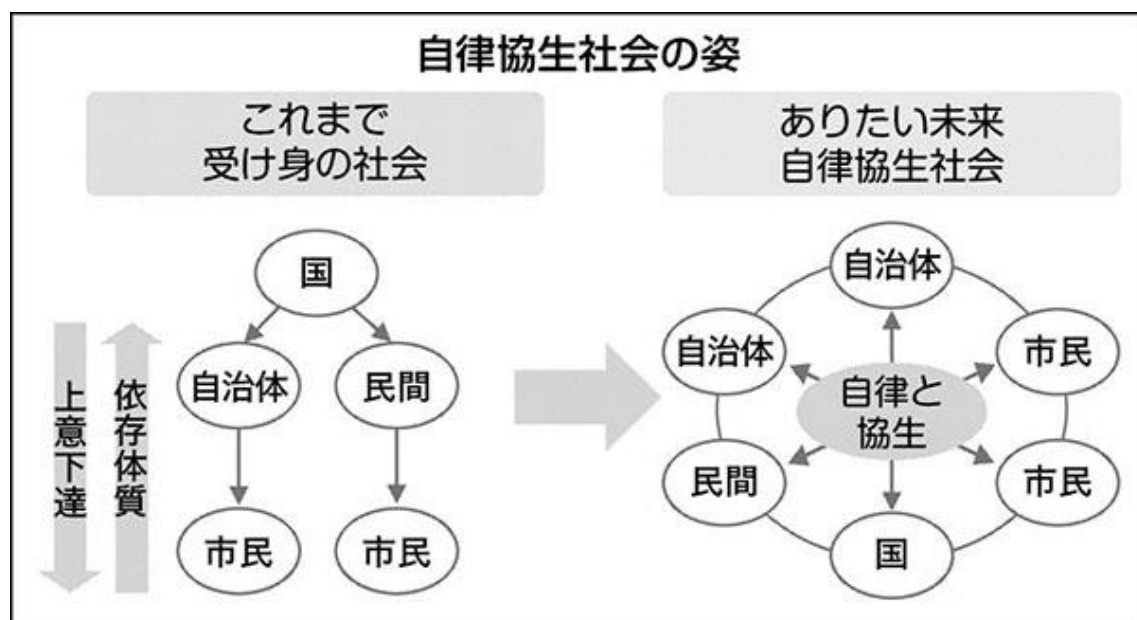 自律協生社会の姿
これまで
受け身の社会
国
自治体
民間
市民
市民
上意下達
依存体質
ありたい未来
自律協生社会
自治体
自治体
市民
自律と
協生
民間
市民
国